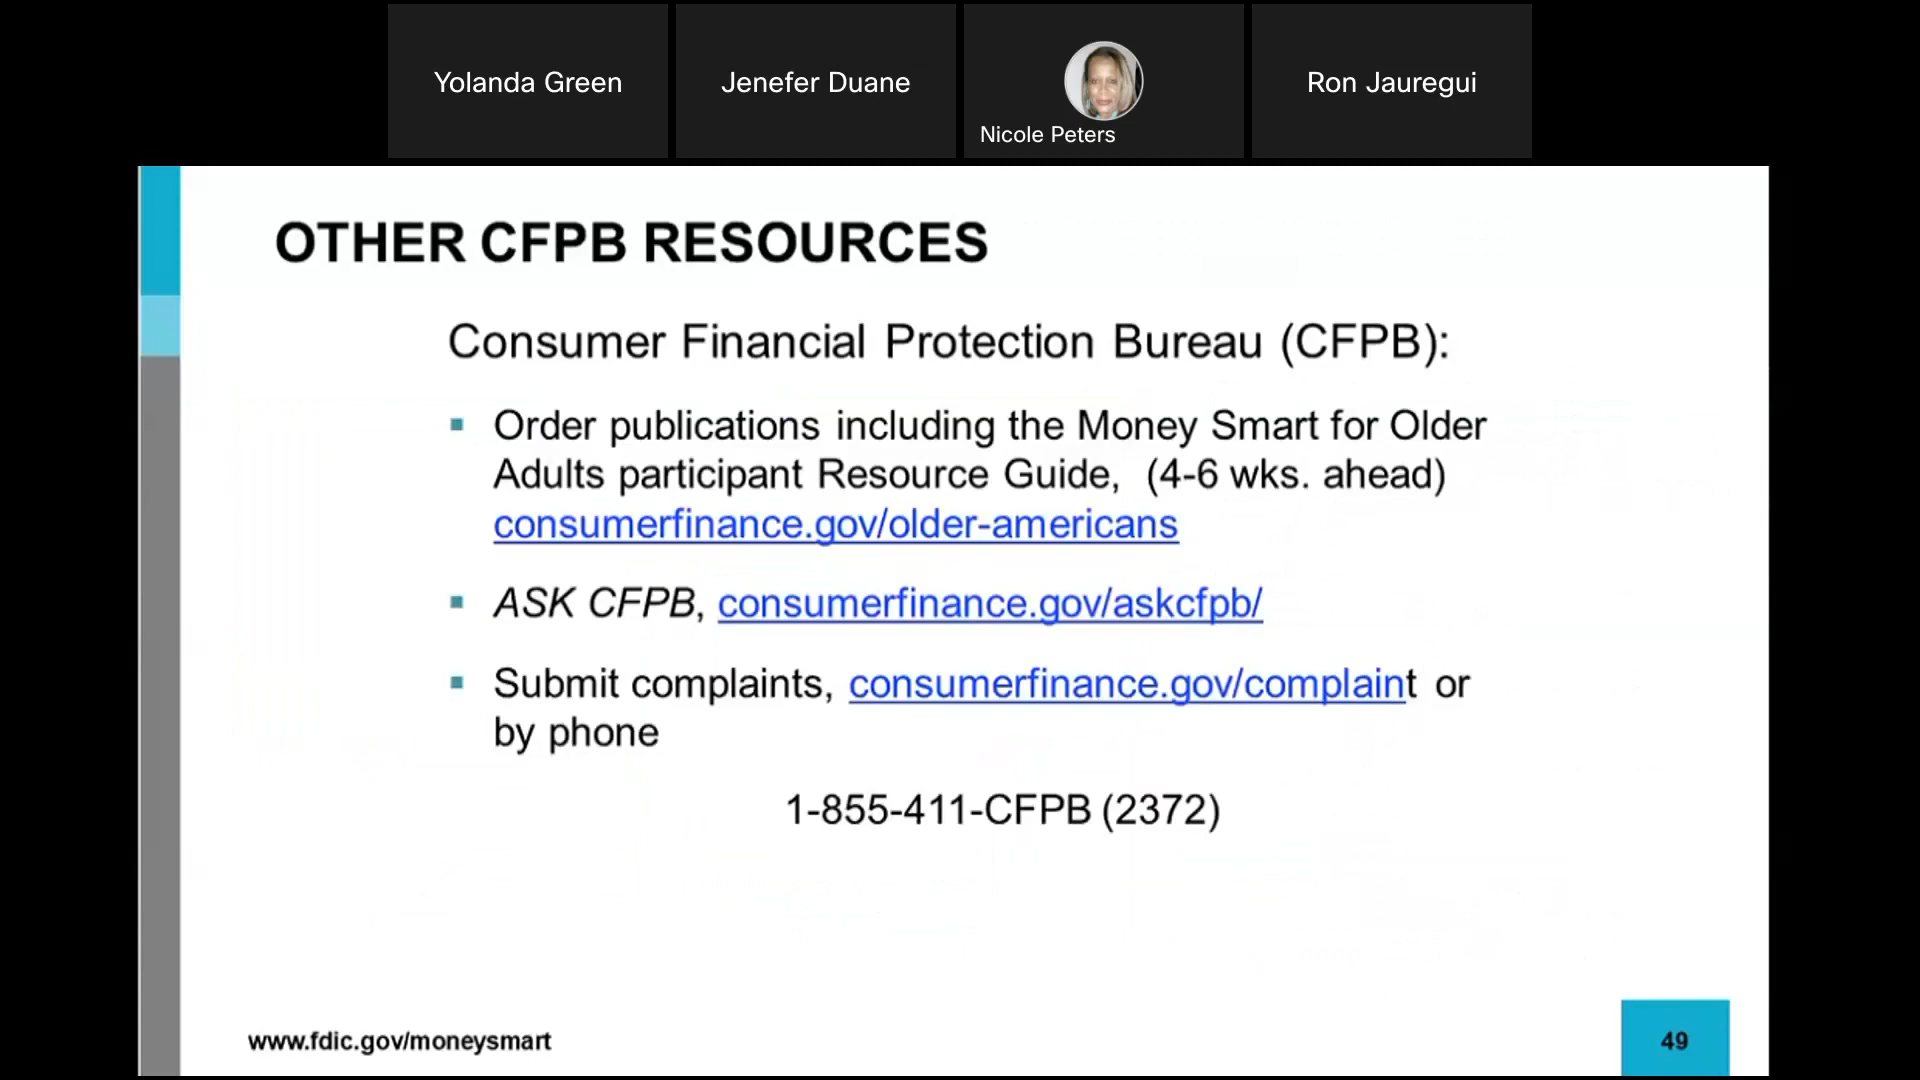 Yolanda Green
Jenefer Duane
Nicole Peters
Ron Jauregui
OTHER CFPB RESOURCES
Consumer Financial Protection Bureau (CFPB):
Order publications including the Money Smart for Older
Adults participant Resource Guide, (4-6 wks. ahead)
consumerfinance.gov/older-americans
ASK CFPB, consumerfinance.gov/askcfpb/
Submit complaints, consumerfinance.gov/complaint or
by phone
1-855-411-CFPB (2372)
www.fdic.gov/moneysmart
49